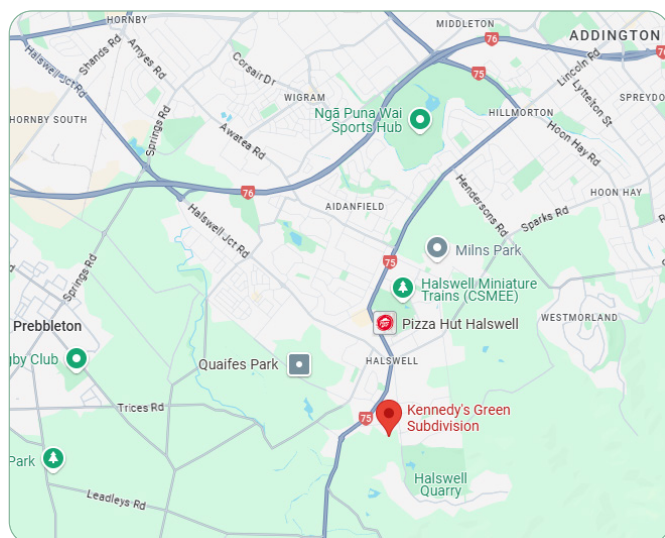 HORNBY
MIDDLETON
76
ADDINGTON
76
Shands Rd
Amyes Rd
Halswell Jct Rd
Corsair Dr
75
Lincoln Rd
Lyttelton St
WIGRAM
Ngā Puna Wai
Sports Hub
HILLMORTON
SPREYDO
HORNBY SOUTH
Springs Rd
Awatea Rd
Hoon Hay Rd
76
AIDANFIELD
Hendersons Rd
HOON HAY
Sparks Rd
Halswell Jct Rd
Milns Park
75
Springs Rd
Halswell Miniature
Trains (CSMEE)
Prebbleton
Pizza Hut Halswell
WESTMORLAND
gby Club
Quaifes Park
HALSWELL
Trices Rd
75
Kennedy's Green
Subdivision
Park
Halswell
Quarry
Leadleys Rd